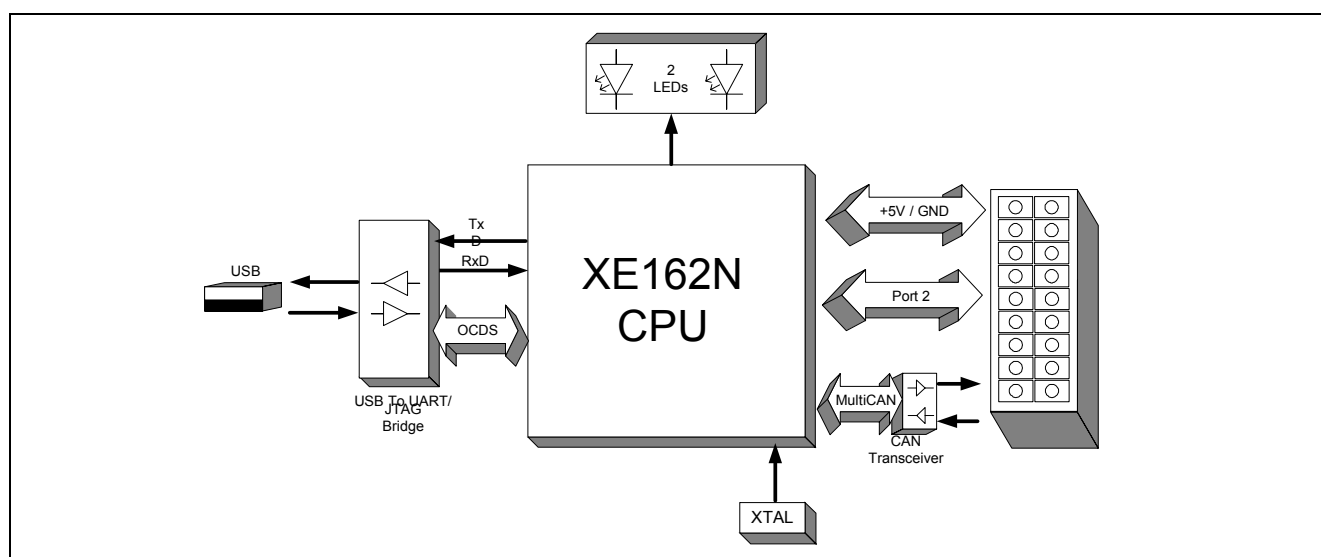 2
LEDs
Tx
D
RxD
USB
OCDS
USB To UART/
JTAG
Bridge
XE162N
CPU
+5V / GND
Port 2
MultiCAN
CAN
Transceiver
XTAL